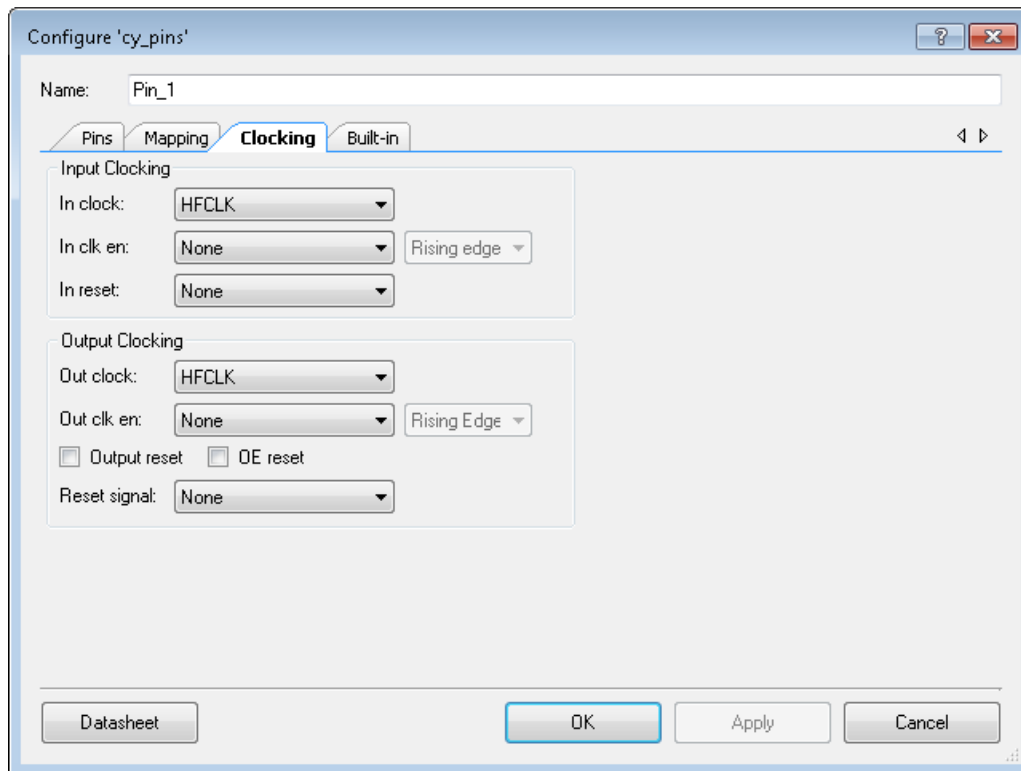 Configure 'cy_pins'
Name: Pin_1
Pins Mapping Clocking Built-in
Input Clocking
In clock: HFCLK
In clk en: None Rising edge
In reset: None
Output Clocking
Out clock: HFCLK
Out clk en: None Rising Edge
Output reset OE reset
Reset signal: None
Datasheet OK Apply Cancel